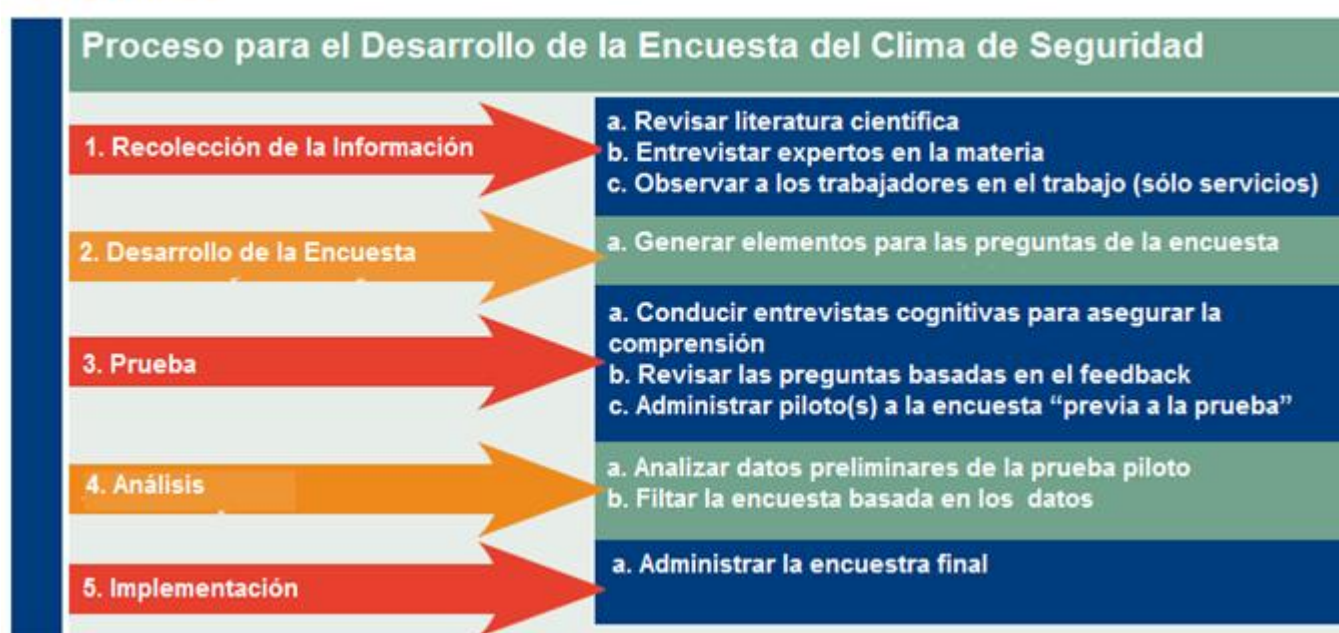 Proceso para el Desarrollo de la Encuesta del Clima de Seguridad
1. Recolección de la Información
a. Revisar literatura científica
b. Entrevistar expertos en la materia
c. Observar a los trabajadores en el trabajo (sólo servicios)
2. Desarrollo de la Encuesta
a. Generar elementos para las preguntas de la encuesta
3. Prueba
a. Conducir entrevistas cognitivas para asegurar la
comprensión
b. Revisar las preguntas basadas en el feedback
c. Administrar piloto(s) a la encuesta “previa a la prueba”
4. Análisis
a. Analizar datos preliminares de la prueba piloto
b. Filtar la encuesta basada en los datos
5. Implementación
a. Administrar la encuestra final